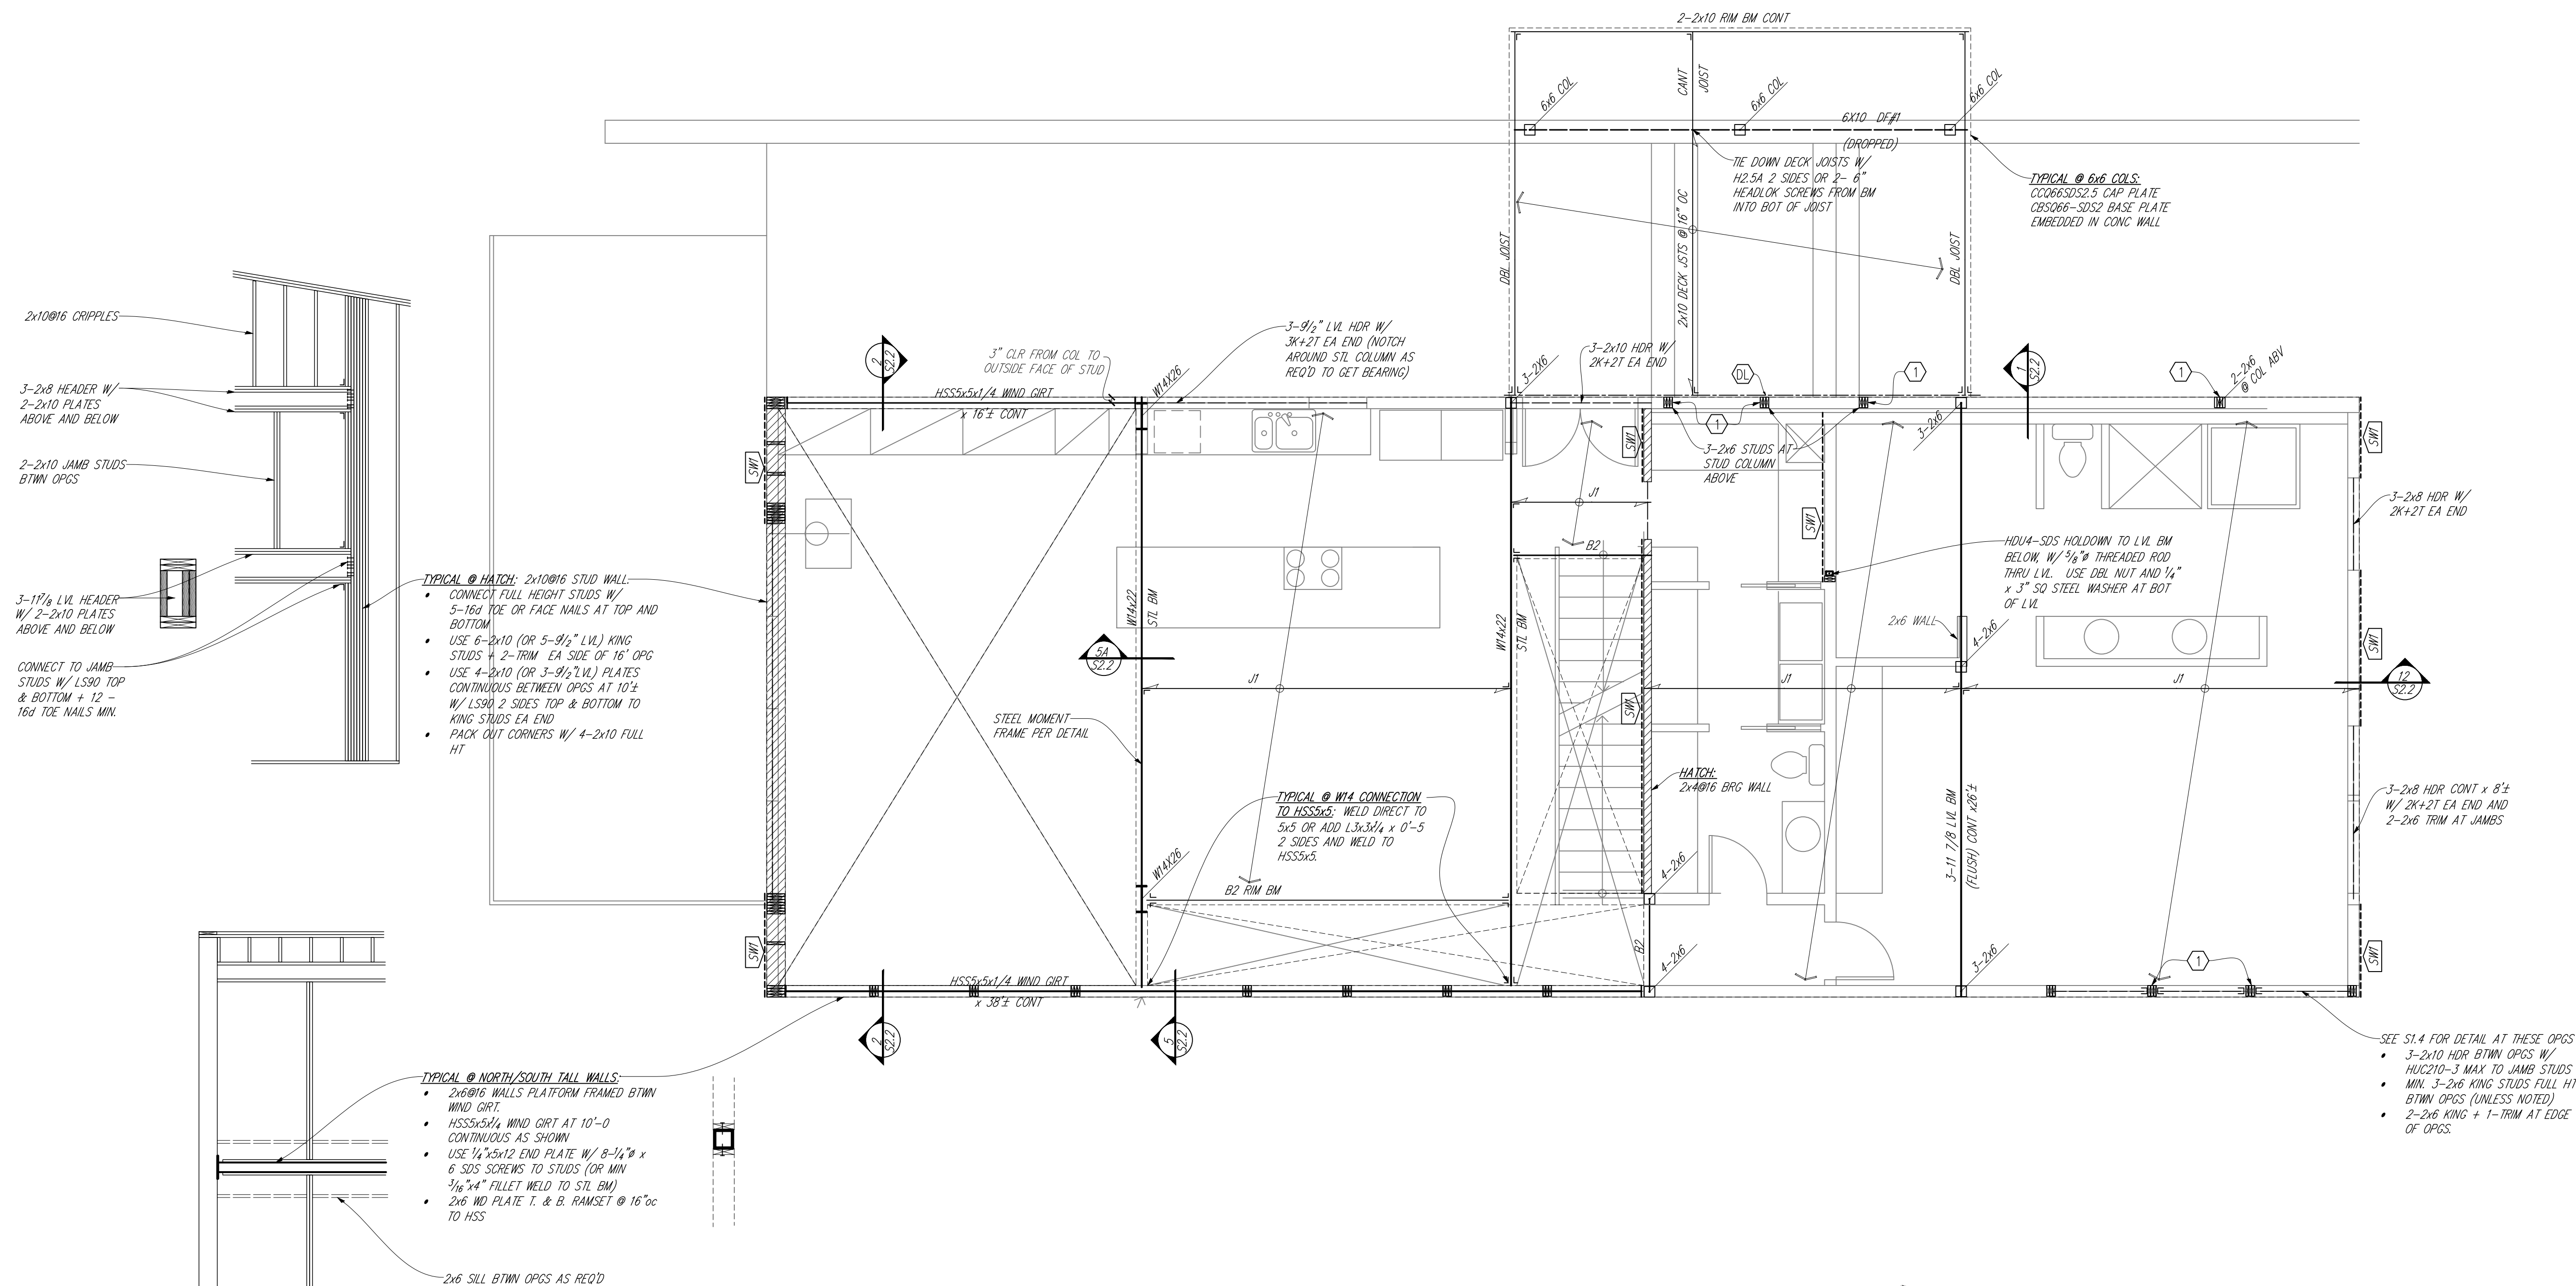 2-2x10 RIM BM CONT
CANT
JOIST
6x6 COL
6x6 COL
6x6 COL
6X10 DF#1
(DROPPED)
TIE DOWN DECK JOISTS W/
H2.5A 2 SIDES OR 2- 6"
HEADLOK SCREWS FROM BM
INTO BOT OF JOIST
TYPICAL @ 6x6 COLS:
CCQ66SDS2.5 CAP PLATE
CBSQ66-SDS2 BASE PLATE
EMBEDDED IN CONC WALL
DBL JOIST
2x10 DECK JSTS @ 16" OC
DBL JOIST
2x10@16 CRIPPLES
3-2x8 HEADER W/
2-2x10 PLATES
ABOVE AND BELOW
2-2x10 JAMB STUDS
BTWN OPGS
3-11 7/8 LVL HEADER
W/ 2-2x10 PLATES
ABOVE AND BELOW
CONNECT TO JAMB
STUDS W/ LS90 TOP
& BOTTOM + 12 -
16d TOE NAILS MIN.
TYPICAL @ HATCH: 2x10@16 STUD WALL:
• CONNECT FULL HEIGHT STUDS W/
5-16d TOE OR FACE NAILS AT TOP AND
BOTTOM
• USE 6-2x10 (OR 5-9 1/2" LVL) KING
STUDS + 2-TRIM EA SIDE OF 16' OPG
• USE 4-2x10 (OR 3-9 1/2"LVL) PLATES
CONTINUOUS BETWEEN OPGS AT 10'±
W/ LS90 2 SIDES TOP & BOTTOM TO
KING STUDS EA END
• PACK OUT CORNERS W/ 4-2x10 FULL
HT
2
S2.2
3" CLR FROM COL TO
OUTSIDE FACE OF STUD
HSS5x5x1/4 WIND GIRT
x 16'± CONT
W14X26
3-9 1/2" LVL HDR W/
3K+2T EA END (NOTCH
AROUND STL COLUMN AS
REQ'D TO GET BEARING)
3-2X6
3-2x10 HDR W/
2K+2T EA END
DL
1
1
3-2x6 STUDS AT
STUD COLUMN
ABOVE
3-2x6
1
S2.2
1
2-2x6
@ COL ABV
SW1
SW1
SW1
SW1
3-2x8 HDR W/
2K+2T EA END
HDU4-SDS HOLDOWN TO LVL BM
BELOW, W/ 5/8"ø THREADED ROD
THRU LVL. USE DBL NUT AND 1/4"
x 3" SQ STEEL WASHER AT BOT
OF LVL
J1
B2
W14x22
STL BM
W14x22
STL BM
5A
S2.2
2x6 WALL
4-2x6
SW1
J1
J1
J1
SW1
12
S2.2
STEEL MOMENT
FRAME PER DETAIL
TYPICAL @ W14 CONNECTION
TO HSS5x5: WELD DIRECT TO
5x5 OR ADD L3x3x1/4 x 0'-5
2 SIDES AND WELD TO
HSS5x5.
HATCH:
2x4@16 BRG WALL
3-11 7/8 LVL BM
(FLUSH) CONT x26'±
3-2x8 HDR CONT x 8'±
W/ 2K+2T EA END AND
2-2x6 TRIM AT JAMBS
W14X26
B2 RIM BM
4-2x6
B2
4-2x6
3-2x6
SW1
SW1
1
HSS5x5x1/4 WIND GIRT
x 38'± CONT
2
S2.2
5
S2.2
SEE S1.4 FOR DETAIL AT THESE OPGS
• 3-2x10 HDR BTWN OPGS W/
HUC210-3 MAX TO JAMB STUDS
• MIN. 3-2x6 KING STUDS FULL HT
BTWN OPGS (UNLESS NOTED)
• 2-2x6 KING + 1-TRIM AT EDGE
OF OPGS.
TYPICAL @ NORTH/SOUTH TALL WALLS:
• 2x6@16 WALLS PLATFORM FRAMED BTWN
WIND GIRT.
• HSS5x5x1/4 WIND GIRT AT 10'-0
CONTINUOUS AS SHOWN
• USE 1/4"x5x12 END PLATE W/ 8-1/4"ø x
6 SDS SCREWS TO STUDS (OR MIN
3/16"x4" FILLET WELD TO STL BM)
• 2x6 WD PLATE T. & B. RAMSET @ 16"oc
TO HSS
2x6 SILL BTWN OPGS AS REQ'D